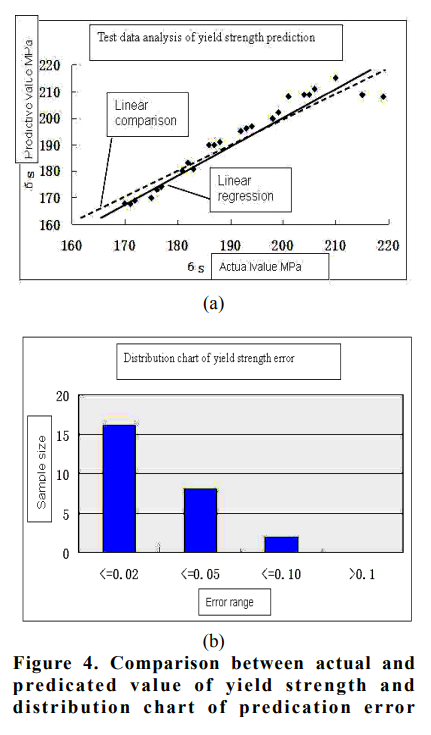 Test data analysis of yield strength prediction
б s Prodictive value MPa
220
210
200
190
180
170
160
Linear
comparison
Linear
regression
160 170 180 190 200 210 220
б s Actua lvalue MPa
(a)
Distribution chart of yield strength error
Sample size
20
15
10
5
0
<=0.02 <=0.05 <=0.10 >0.1
Error range
(b)
Figure 4. Comparison between actual and
predicated value of yield strength and
distribution chart of predication error